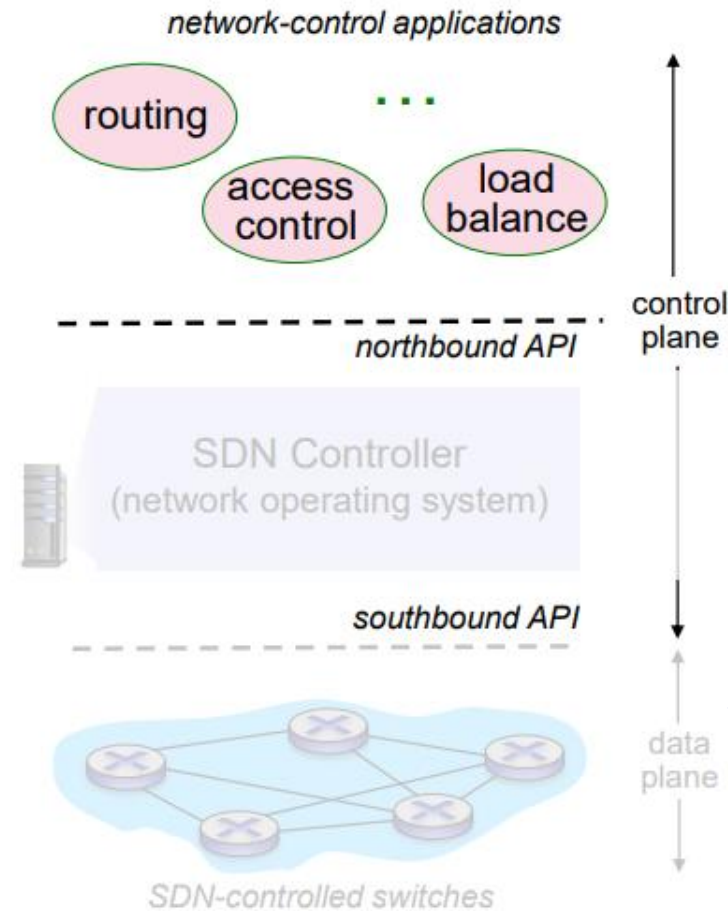 network-control applications
routing
. . .
access
control
load
balance
control
plane
northbound API
SDN Controller
(network operating system)
southbound API
data
plane
SDN-controlled switches